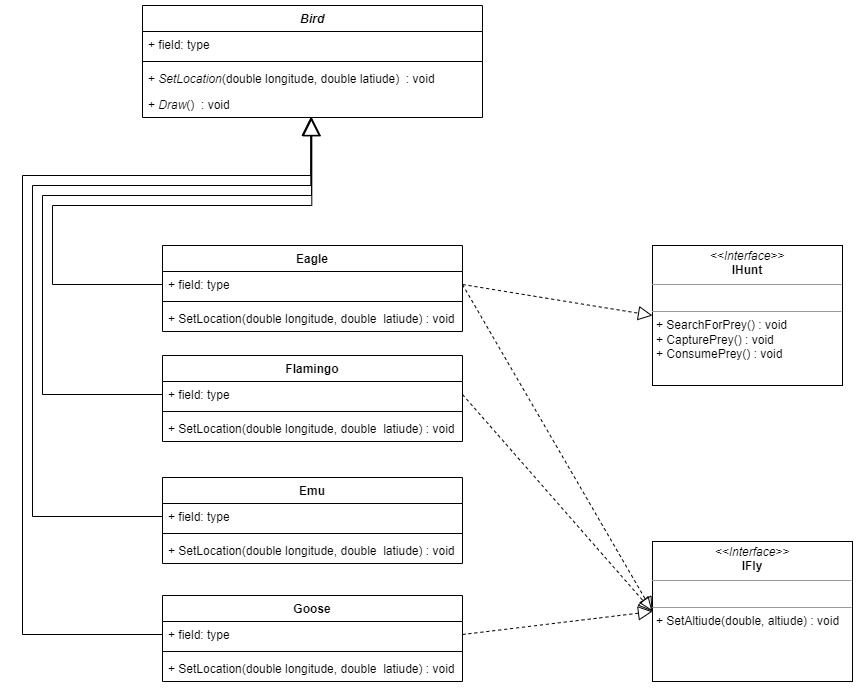 Bird
+ field: type
+ SetLocation(double longitude, double latiude) : void
+ Draw() : void
Eagle
+ field: type
+ SetLocation(double longitude, double latiude) : void
Flamingo
+ field: type
+ SetLocation(double longitude, double latiude) : void
Emu
+ field: type
+ SetLocation(double longitude, double latiude) : void
Goose
+ field: type
+ SetLocation(double longitude, double latiude) : void
<<Interface>>
IHunt
+ SearchForPrey() : void
+ CapturePrey() : void
+ ConsumePrey() : void
<<Interface>>
IFly
+ SetAltiude(double, altiude) : void